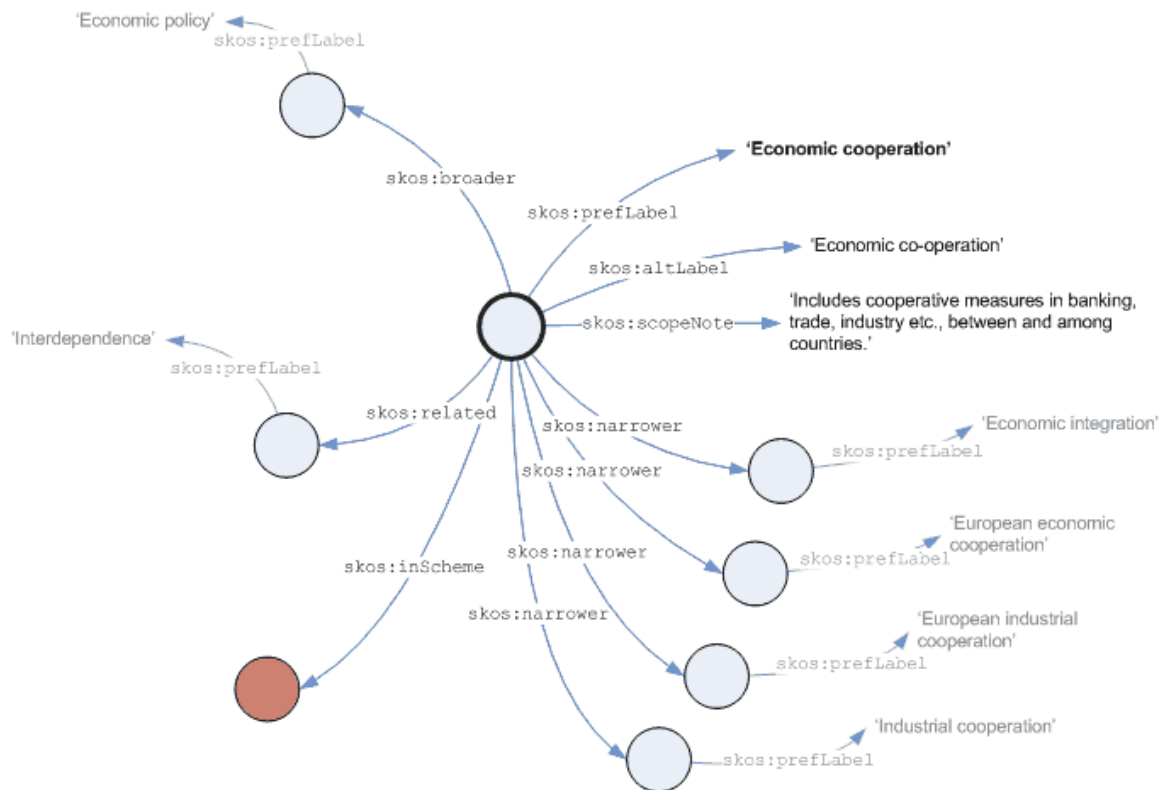 ‘Economic policy’
skos:prefLabel
‘Economic cooperation’
skos:broader
skos:prefLabel
‘Economic co-operation’
skos:altLabel
‘Includes cooperative measures in banking,
skos:scopeNote
trade, industry etc., between and among
countries.’
‘Interdependence’
skos:prefLabel
skos:related
skos:narrower
‘Economic integration’
skos:prefLabel
skos:narrower
‘European economic
cooperation’
skos:prefLabel
skos:narrower
skos:inScheme
skos:narrower
‘European industrial
cooperation’
skos:prefLabel
‘Industrial cooperation’
skos:prefLabel